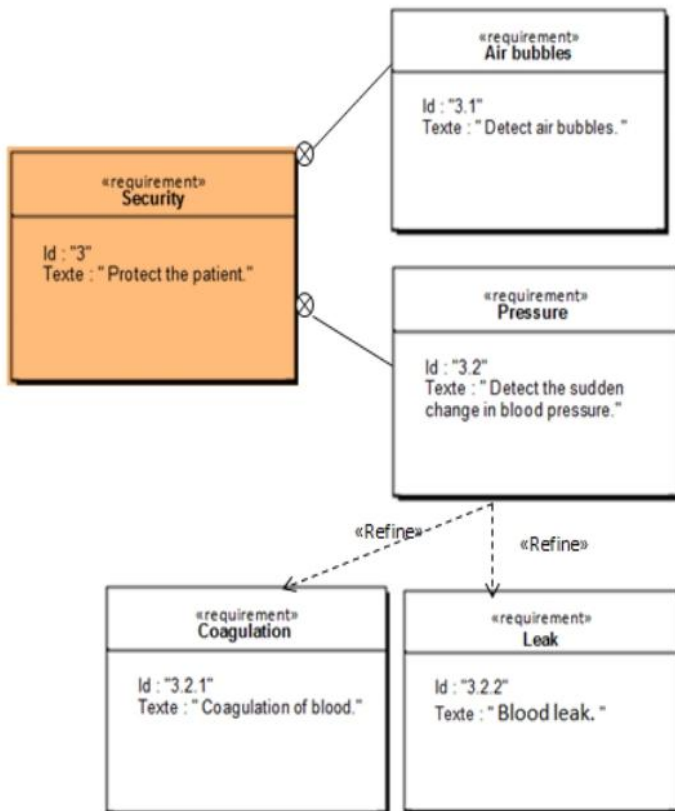 «requirement»
Air bubbles
Id : "3.1"
Texte : " Detect air bubbles. "
«requirement»
Security
Id : "3"
Texte : " Protect the patient."
«requirement»
Pressure
Id : "3.2"
Texte : " Detect the sudden
change in blood pressure."
«Refine»
«Refine»
«requirement»
Coagulation
Id : "3.2.1"
Texte : " Coagulation of blood."
«requirement»
Leak
Id : "3.2.2"
Texte : " Blood leak. "